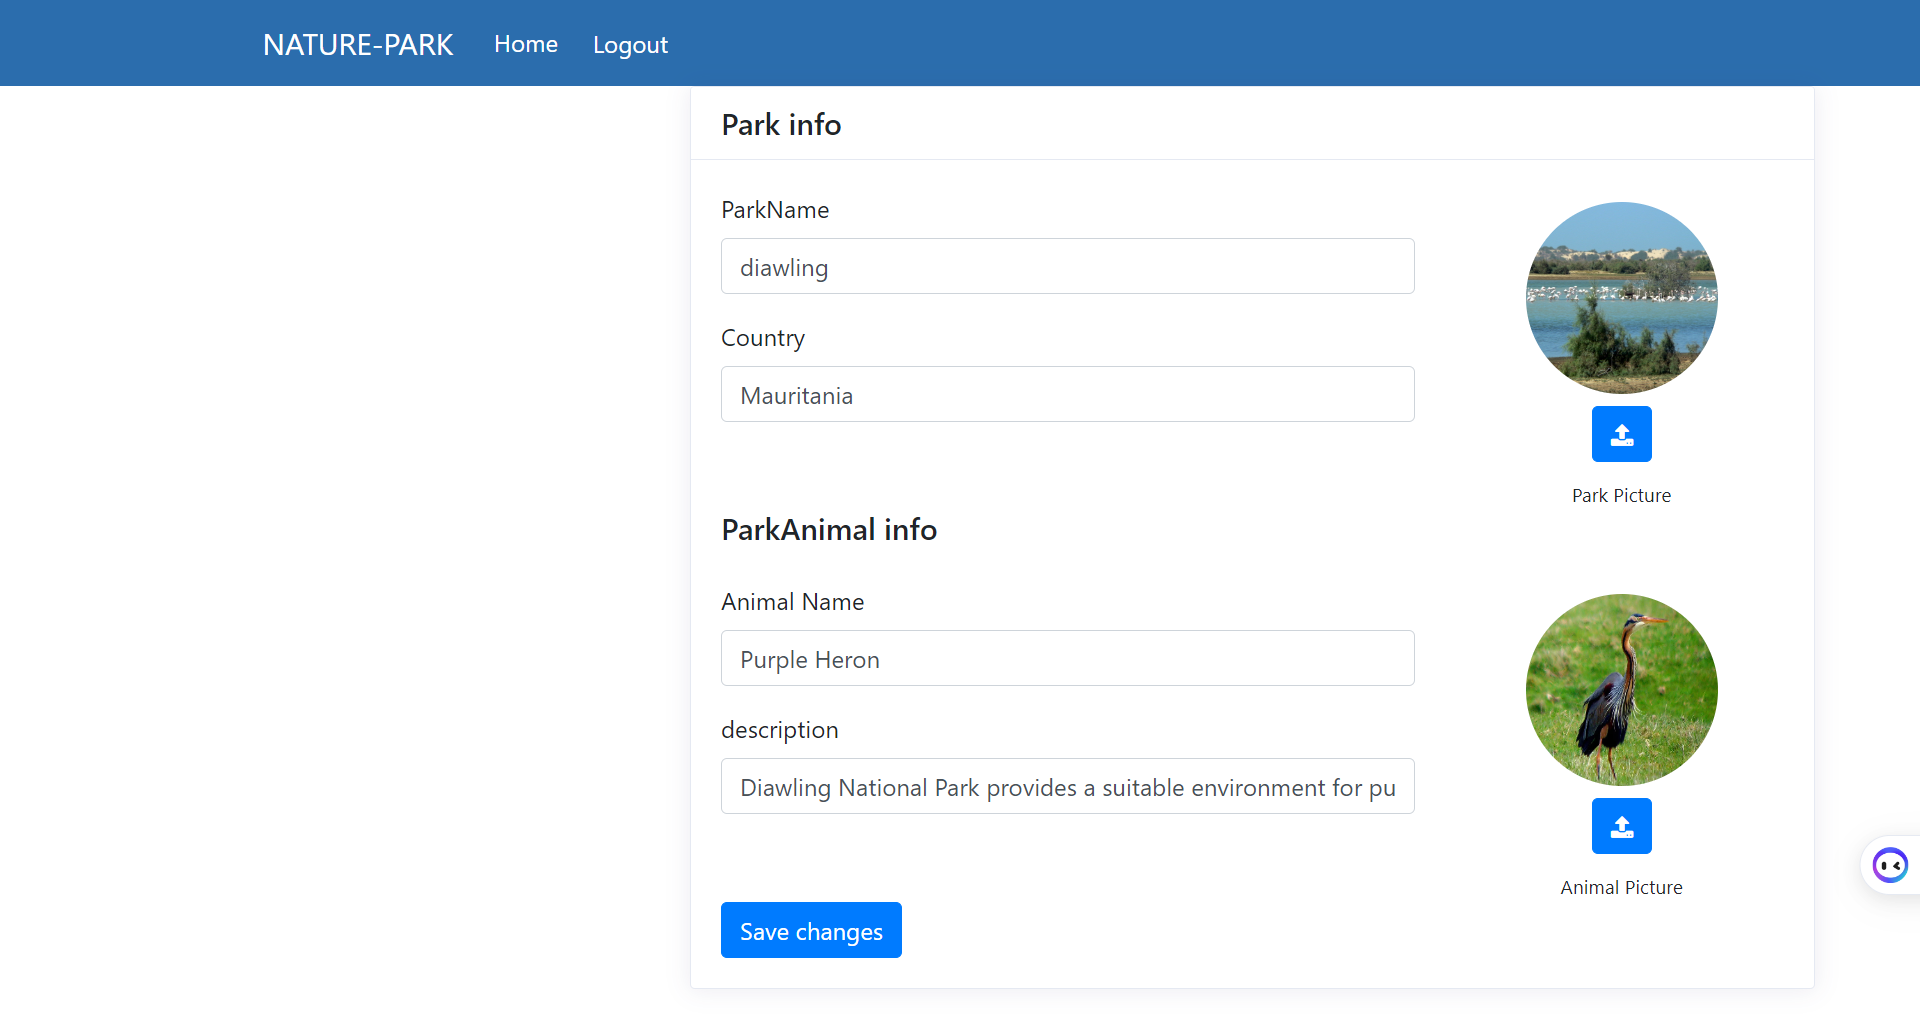 NATURE-PARK Home Logout
Park info
ParkName
diawling
Country
Mauritania
Park Picture
ParkAnimal info
Animal Name
Purple Heron
description
Diawling National Park provides a suitable environment for pu
Animal Picture
Save changes